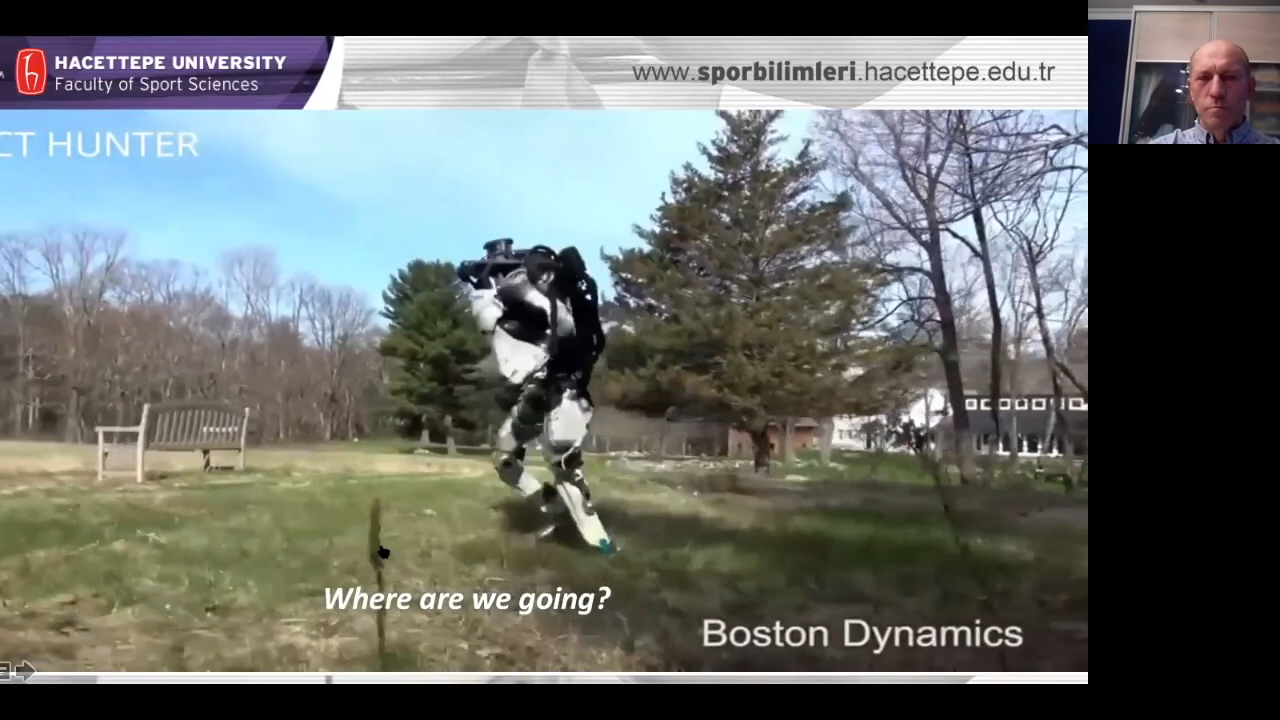 HACETTEPE UNIVERSITY
Faculty of Sport Sciences
www.sporbilimleri.hacettepe.edu.tr
CT HUNTER
Where are we going?
Boston Dynamics